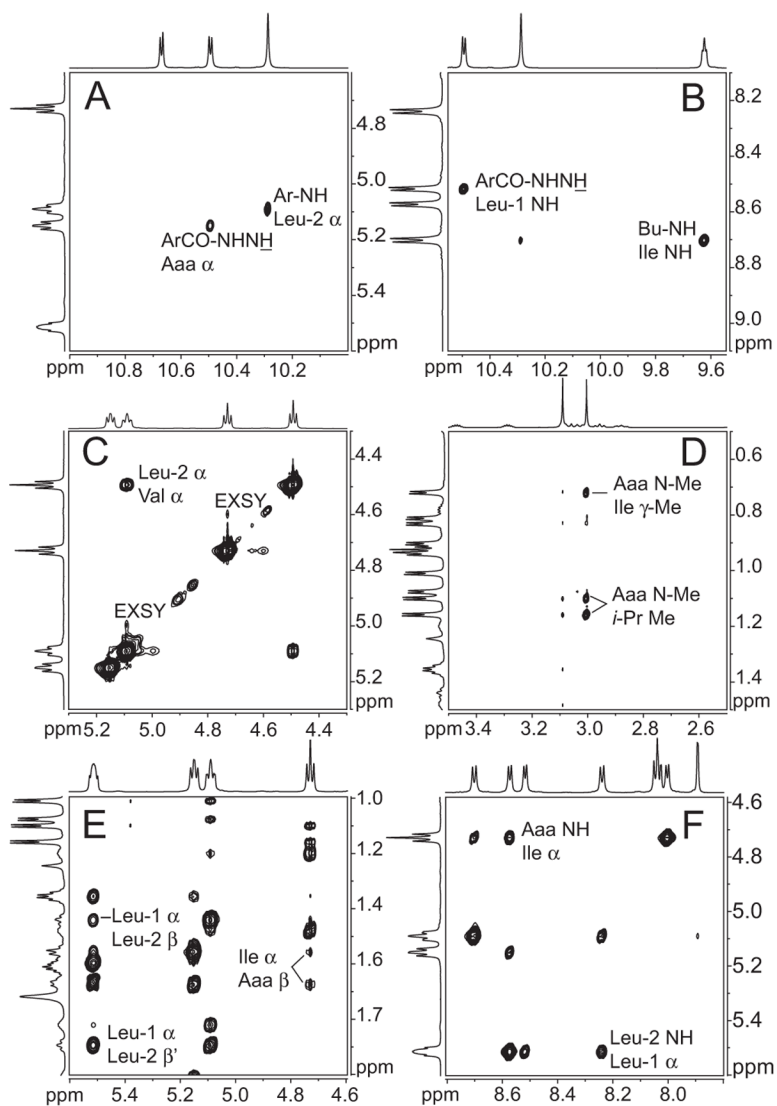 A
4.8
5.0
Ar-NH
Leu-2 α
5.2
ArCO-NHNH
Aaa α
5.4
ppm
ppm 10.8 10.6 10.4 10.2
B
8.2
8.4
ArCO-NHNH
Leu-1 NH
8.6
Bu-NH
Ile NH
8.8
9.0
ppm
ppm 10.4 10.2 10.0 9.8 9.6
C
4.4
Leu-2 α
Val α
EXSY
4.6
4.8
EXSY
5.0
5.2
ppm
ppm 5.2 5.0 4.8 4.6 4.4
D
0.6
Aaa N-Me
Ile γ-Me
0.8
1.0
Aaa N-Me
i-Pr Me
1.2
1.4
ppm
ppm 3.4 3.2 3.0 2.8 2.6
E
1.0
1.2
Leu-1 α
Leu-2 β
1.4
Ile α
Aaa β
1.6
Leu-1 α
Leu-2 β'
1.7
ppm
ppm 5.4 5.2 5.0 4.8 4.6
F
4.6
Aaa NH
Ile α
4.8
5.0
5.2
Leu-2 NH
Leu-1 α
5.4
ppm
ppm 8.6 8.4 8.2 8.0